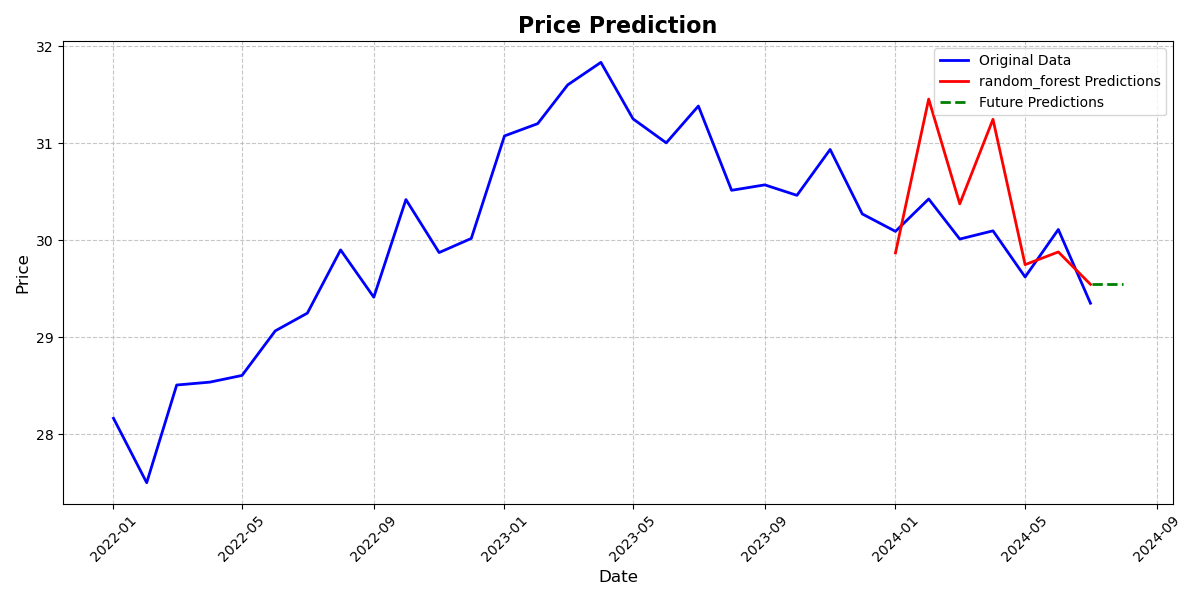 Price Prediction
32
31
30
29
28
Price
Original Data
random_forest Predictions
Future Predictions
2022-01
2022-05
2022-09
2023-01
2023-05
2023-09
2024-01
2024-05
2024-09
Date